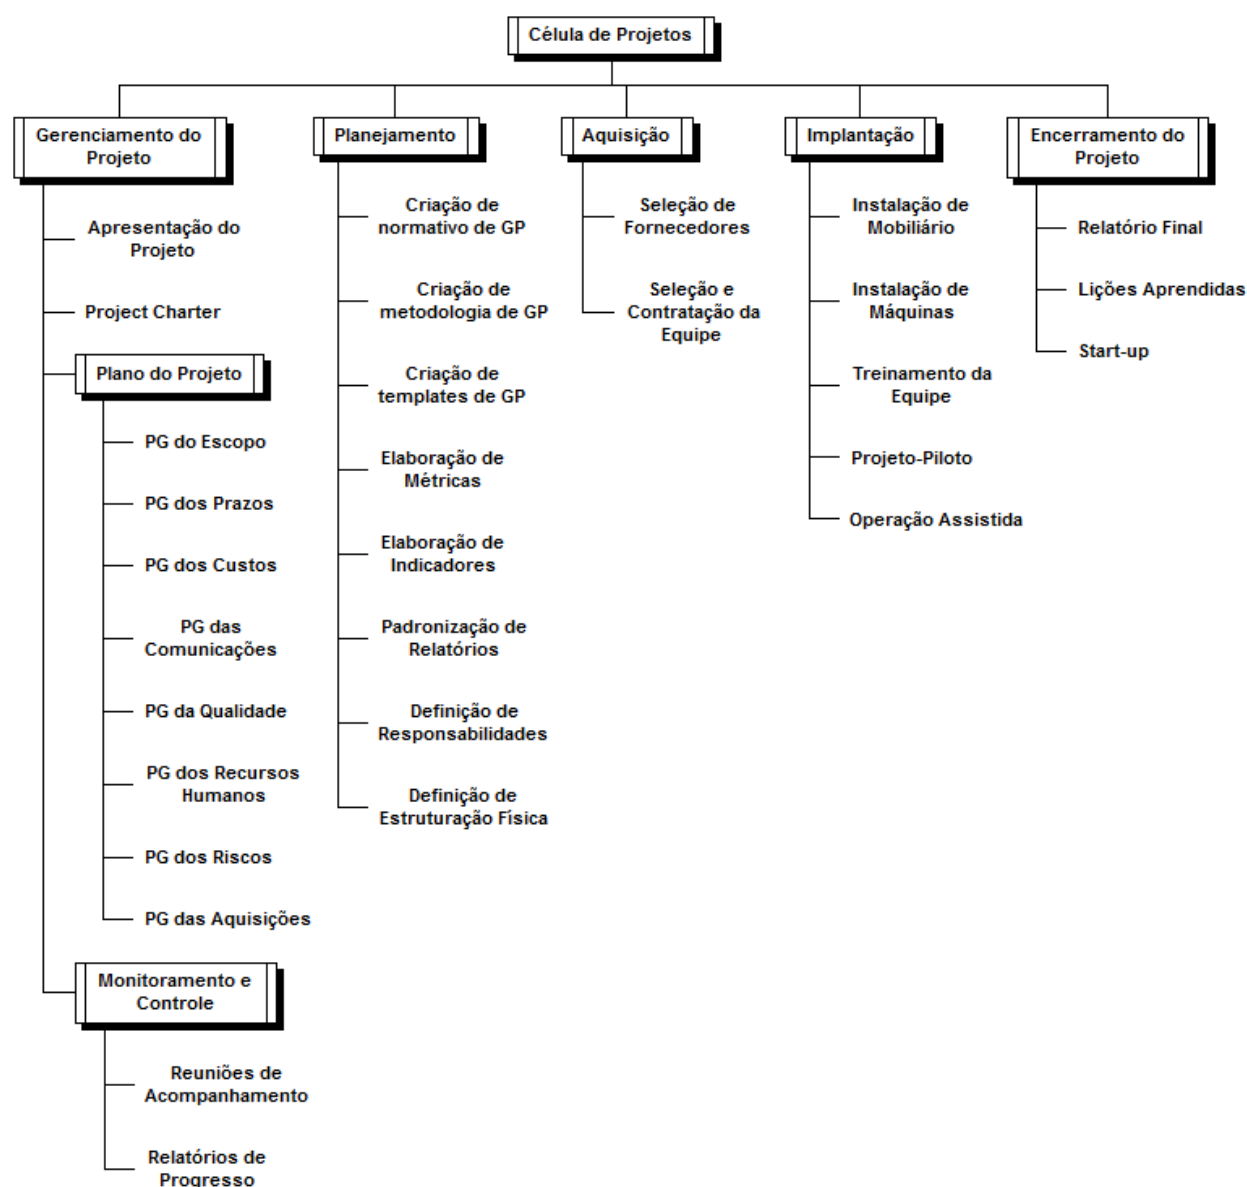 Célula de Projetos
Gerenciamento do
Projeto
Apresentação do
Projeto
Project Charter
Plano do Projeto
PG do Escopo
PG dos Prazos
PG dos Custos
PG das
Comunicações
PG da Qualidade
PG dos Recursos
Humanos
PG dos Riscos
PG das Aquisições
Monitoramento e
Controle
Reuniões de
Acompanhamento
Relatórios de
Progresso
Planejamento
Criação de
normativo de GP
Criação de
metodologia de GP
Criação de
templates de GP
Elaboração de
Métricas
Elaboração de
Indicadores
Padronização de
Relatórios
Definição de
Responsabilidades
Definição de
Estruturação Física
Aquisição
Seleção de
Fornecedores
Seleção e
Contratação da
Equipe
Implantação
Instalação de
Mobiliário
Instalação de
Máquinas
Treinamento da
Equipe
Projeto-Piloto
Operação Assistida
Encerramento do
Projeto
Relatório Final
Lições Aprendidas
Start-up